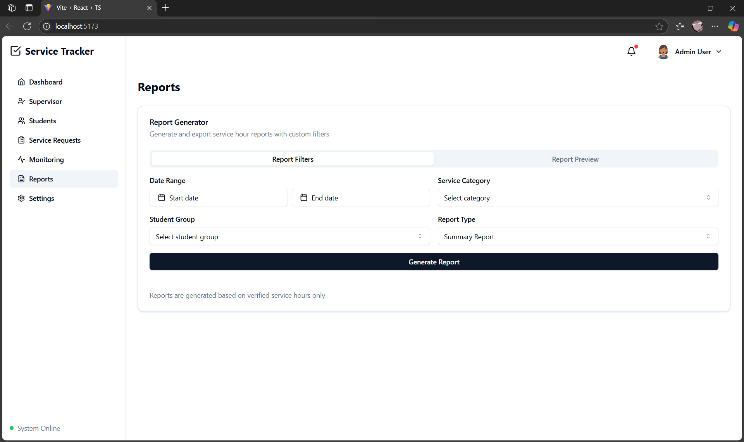 Vite + React + TS
localhost:5173
Service Tracker
Admin User
Dashboard
Supervisor
Students
Service Requests
Monitoring
Reports
Settings
Reports
Report Generator
Generate and export service hour reports with custom filters
Report Filters
Report Preview
Date Range
Service Category
Start date
End date
Select category
Student Group
Report Type
Select student group
Summary Report
Generate Report
Reports are generated based on verified service hours only
System Online